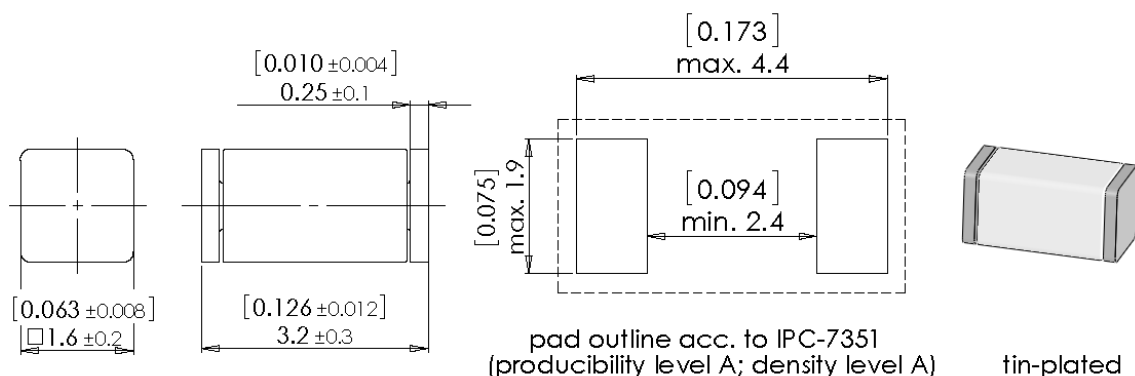 [0.010 ±0.004]
0.25 ±0.1
[0.063 ±0.008]
□1.6 ±0.2
[0.126 ±0.012]
3.2 ±0.3
[0.173]
max. 4.4
[0.075]
max. 1.9
[0.094]
min. 2.4
pad outline acc. to IPC-7351
(producibility level A; density level A)
tin-plated